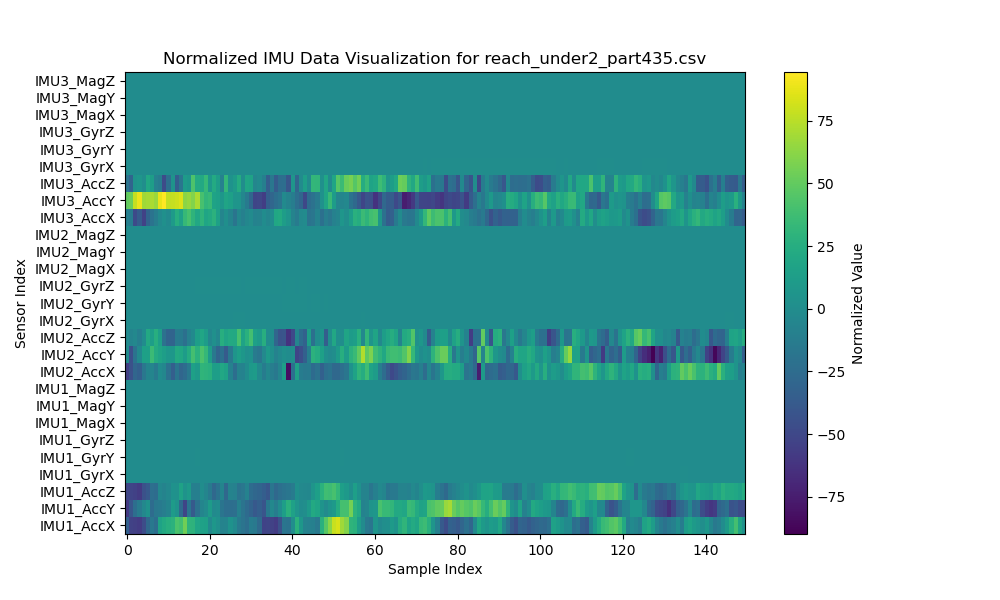 Normalized IMU Data Visualization for reach_under2_part435.csv
IMU3_MagZ
IMU3_MagY
IMU3_MagX
IMU3_GyrZ
IMU3_GyrY
IMU3_GyrX
IMU3_AccZ
IMU3_AccY
IMU3_AccX
IMU2_MagZ
IMU2_MagY
IMU2_MagX
IMU2_GyrZ
IMU2_GyrY
IMU2_GyrX
IMU2_AccZ
IMU2_AccY
IMU2_AccX
IMU1_MagZ
IMU1_MagY
IMU1_MagX
IMU1_GyrZ
IMU1_GyrY
IMU1_GyrX
IMU1_AccZ
IMU1_AccY
IMU1_AccX
Sensor Index
0 20 40 60 80 100 120 140
Sample Index
75
50
25
0
−25
−50
−75
Normalized Value